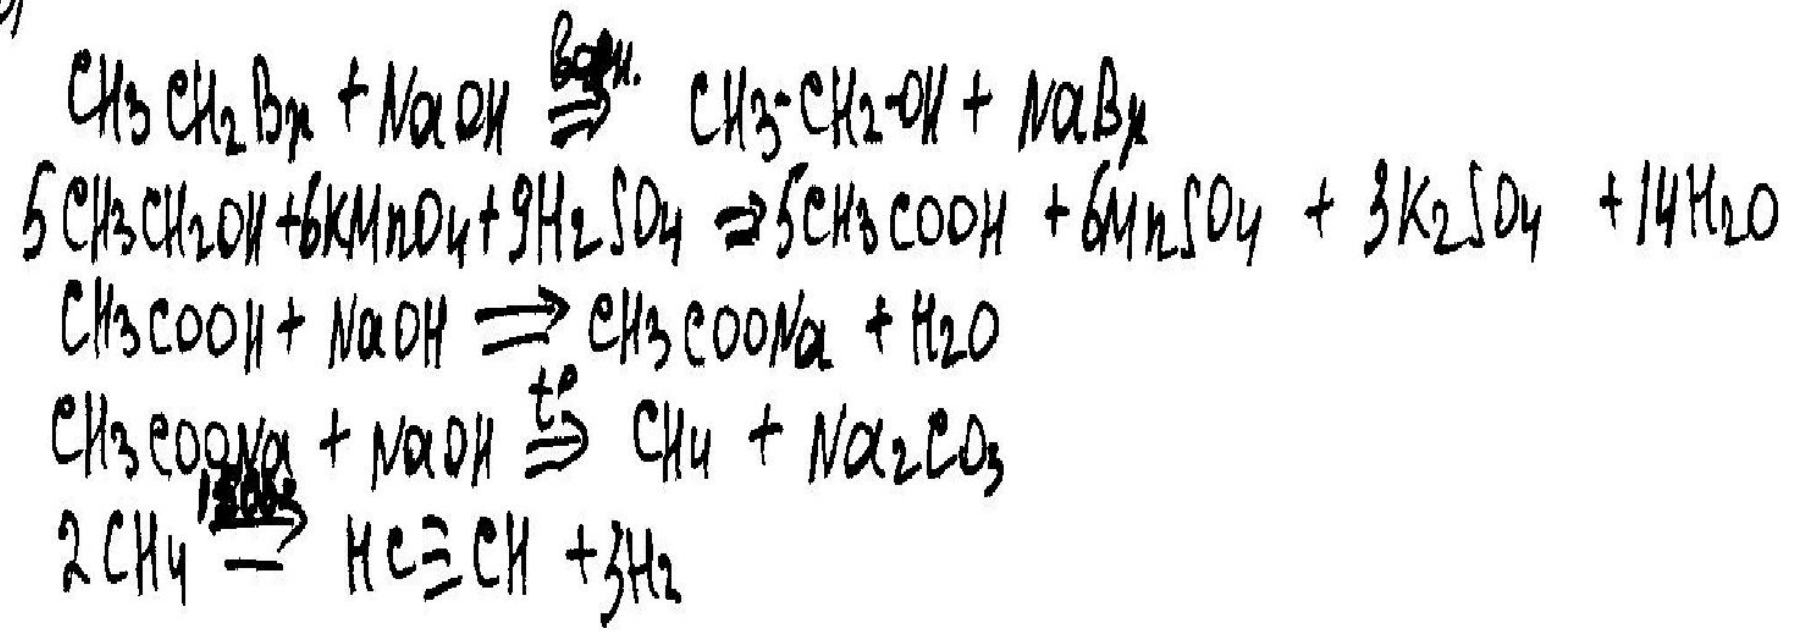 CH3CH2Br + NaOH ⇒ CH3-CH2-OH + NaBr
5CH3CH2OH + 6KMnO4 + 9H2SO4 ⇒ 5CH3COOH + 6MnSO4 + 3K2SO4 + 14H2O
CH3COOH + NaOH ⇒ CH3COONa + H2O
t°
CH3COONa + NaOH ⇒ CH4 + Na2CO3
2CH4 ⇒ HC≡CH + 3H2